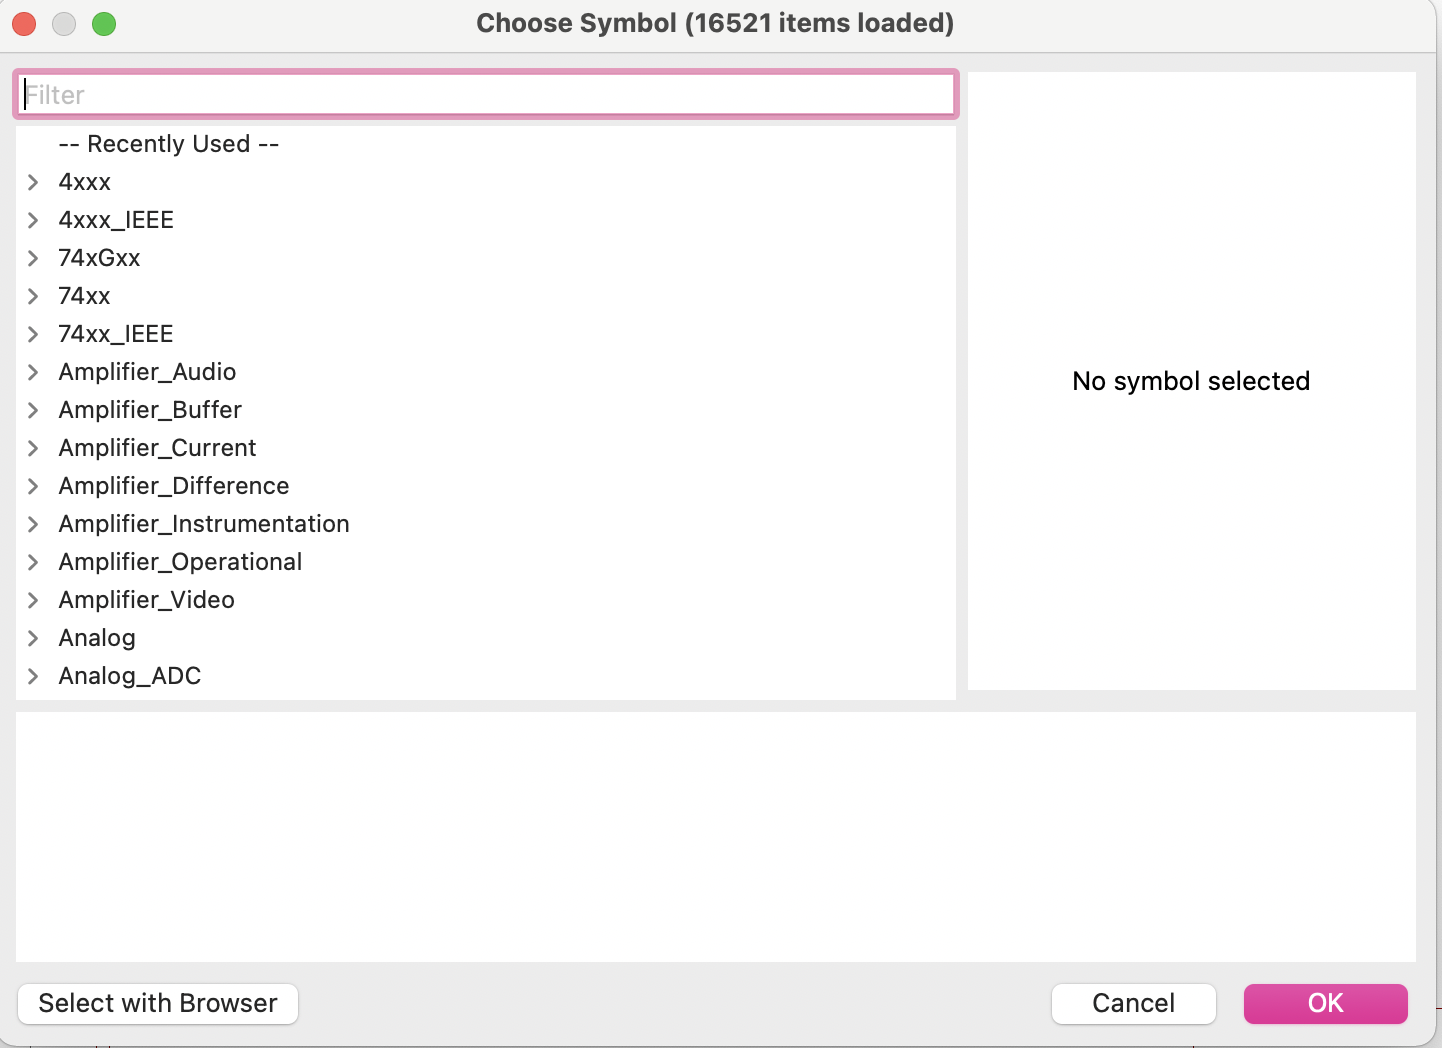 Choose Symbol (16521 items loaded)
Filter
-- Recently Used --
4xxx
4xxx_IEEE
74xGxx
74xx
74xx_IEEE
Amplifier_Audio
Amplifier_Buffer
Amplifier_Current
Amplifier_Difference
Amplifier_Instrumentation
Amplifier_Operational
Amplifier_Video
Analog
Analog_ADC
No symbol selected
Select with Browser
Cancel
OK